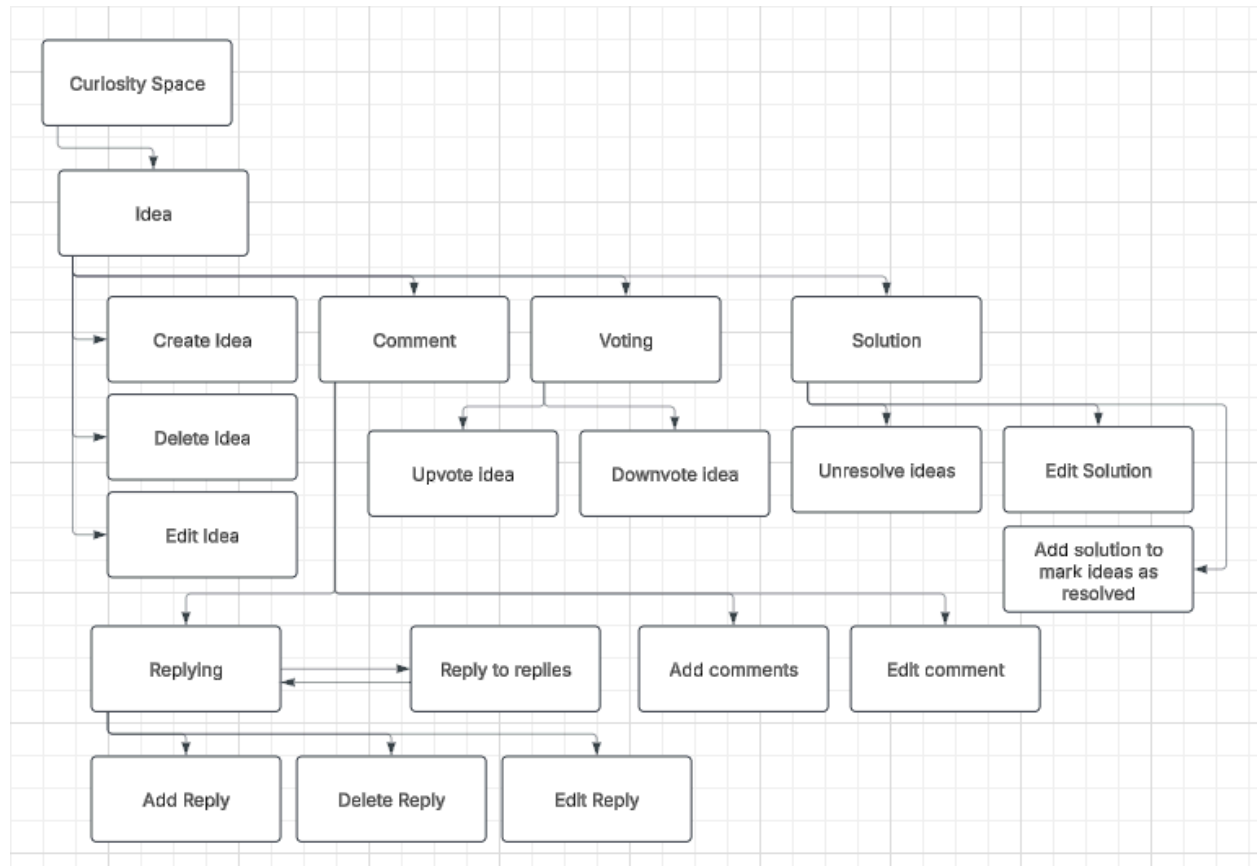 Curiosity Space
Idea
Create Idea
Comment
Voting
Solution
Delete Idea
Upvote idea
Downvote idea
Unresolve ideas
Edit Solution
Edit Idea
Add solution to
mark ideas as
resolved
Replying
Reply to replies
Add comments
Edit comment
Add Reply
Delete Reply
Edit Reply